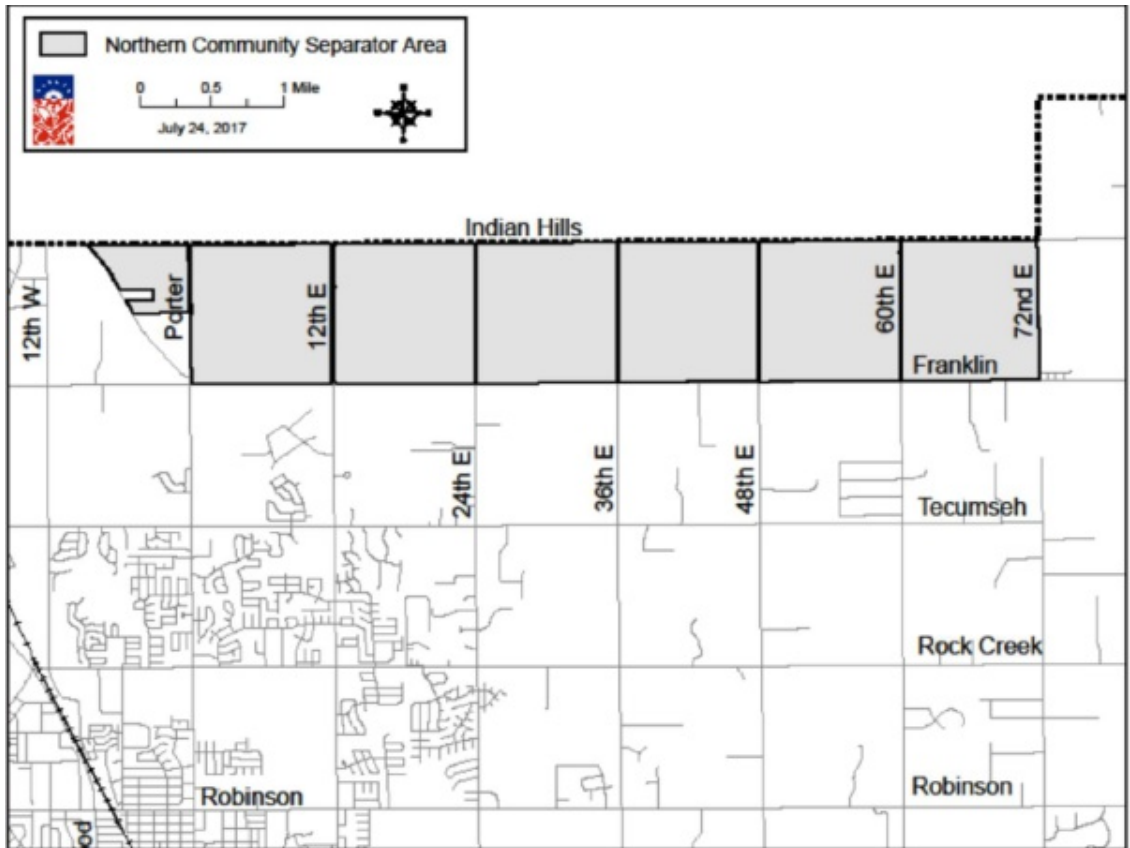 Northern Community Separator Area
0 0.5 1 Mile
July 24, 2017
Indian Hills
12th W
Porter
12th E
60th E
72nd E
Franklin
24th E
36th E
48th E
Tecumseh
Rock Creek
Robinson
Robinson
od